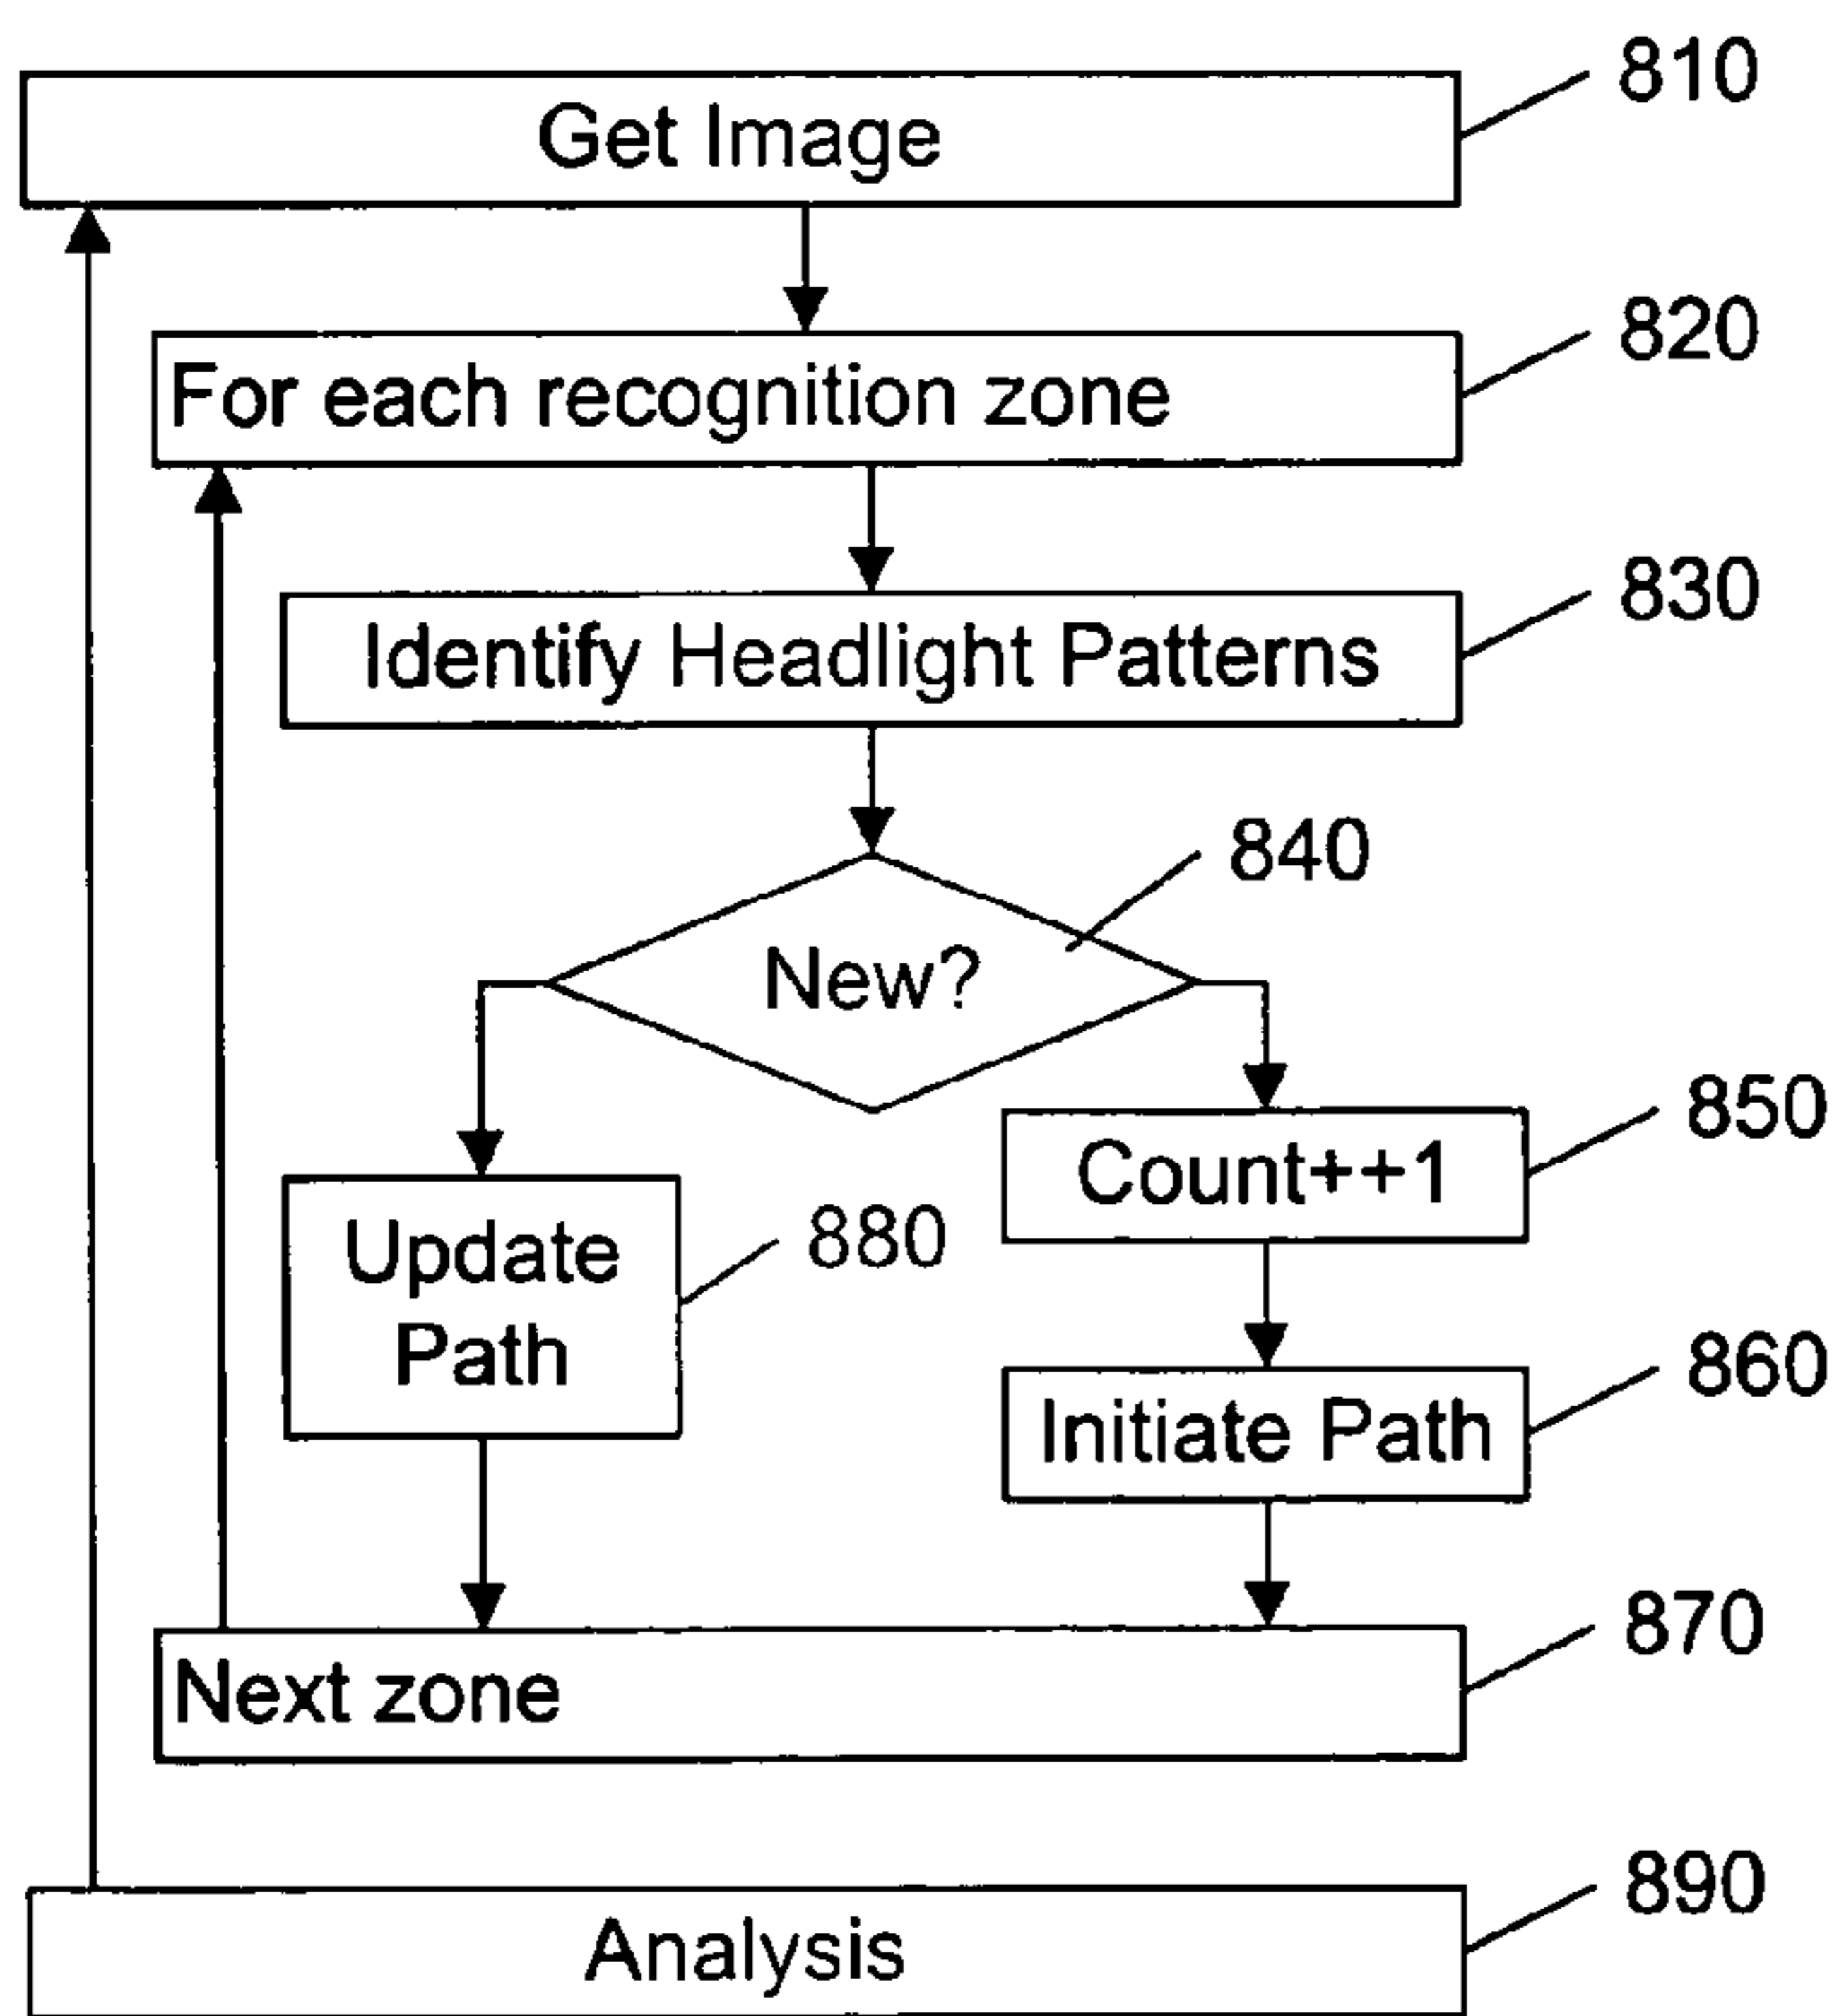 810
Get Image
820
For each recognition zone
830
Identify Headlight Patterns
840
New?
850
Count++1
880
Update
Path
860
Initiate Path
870
Next zone
890
Analysis